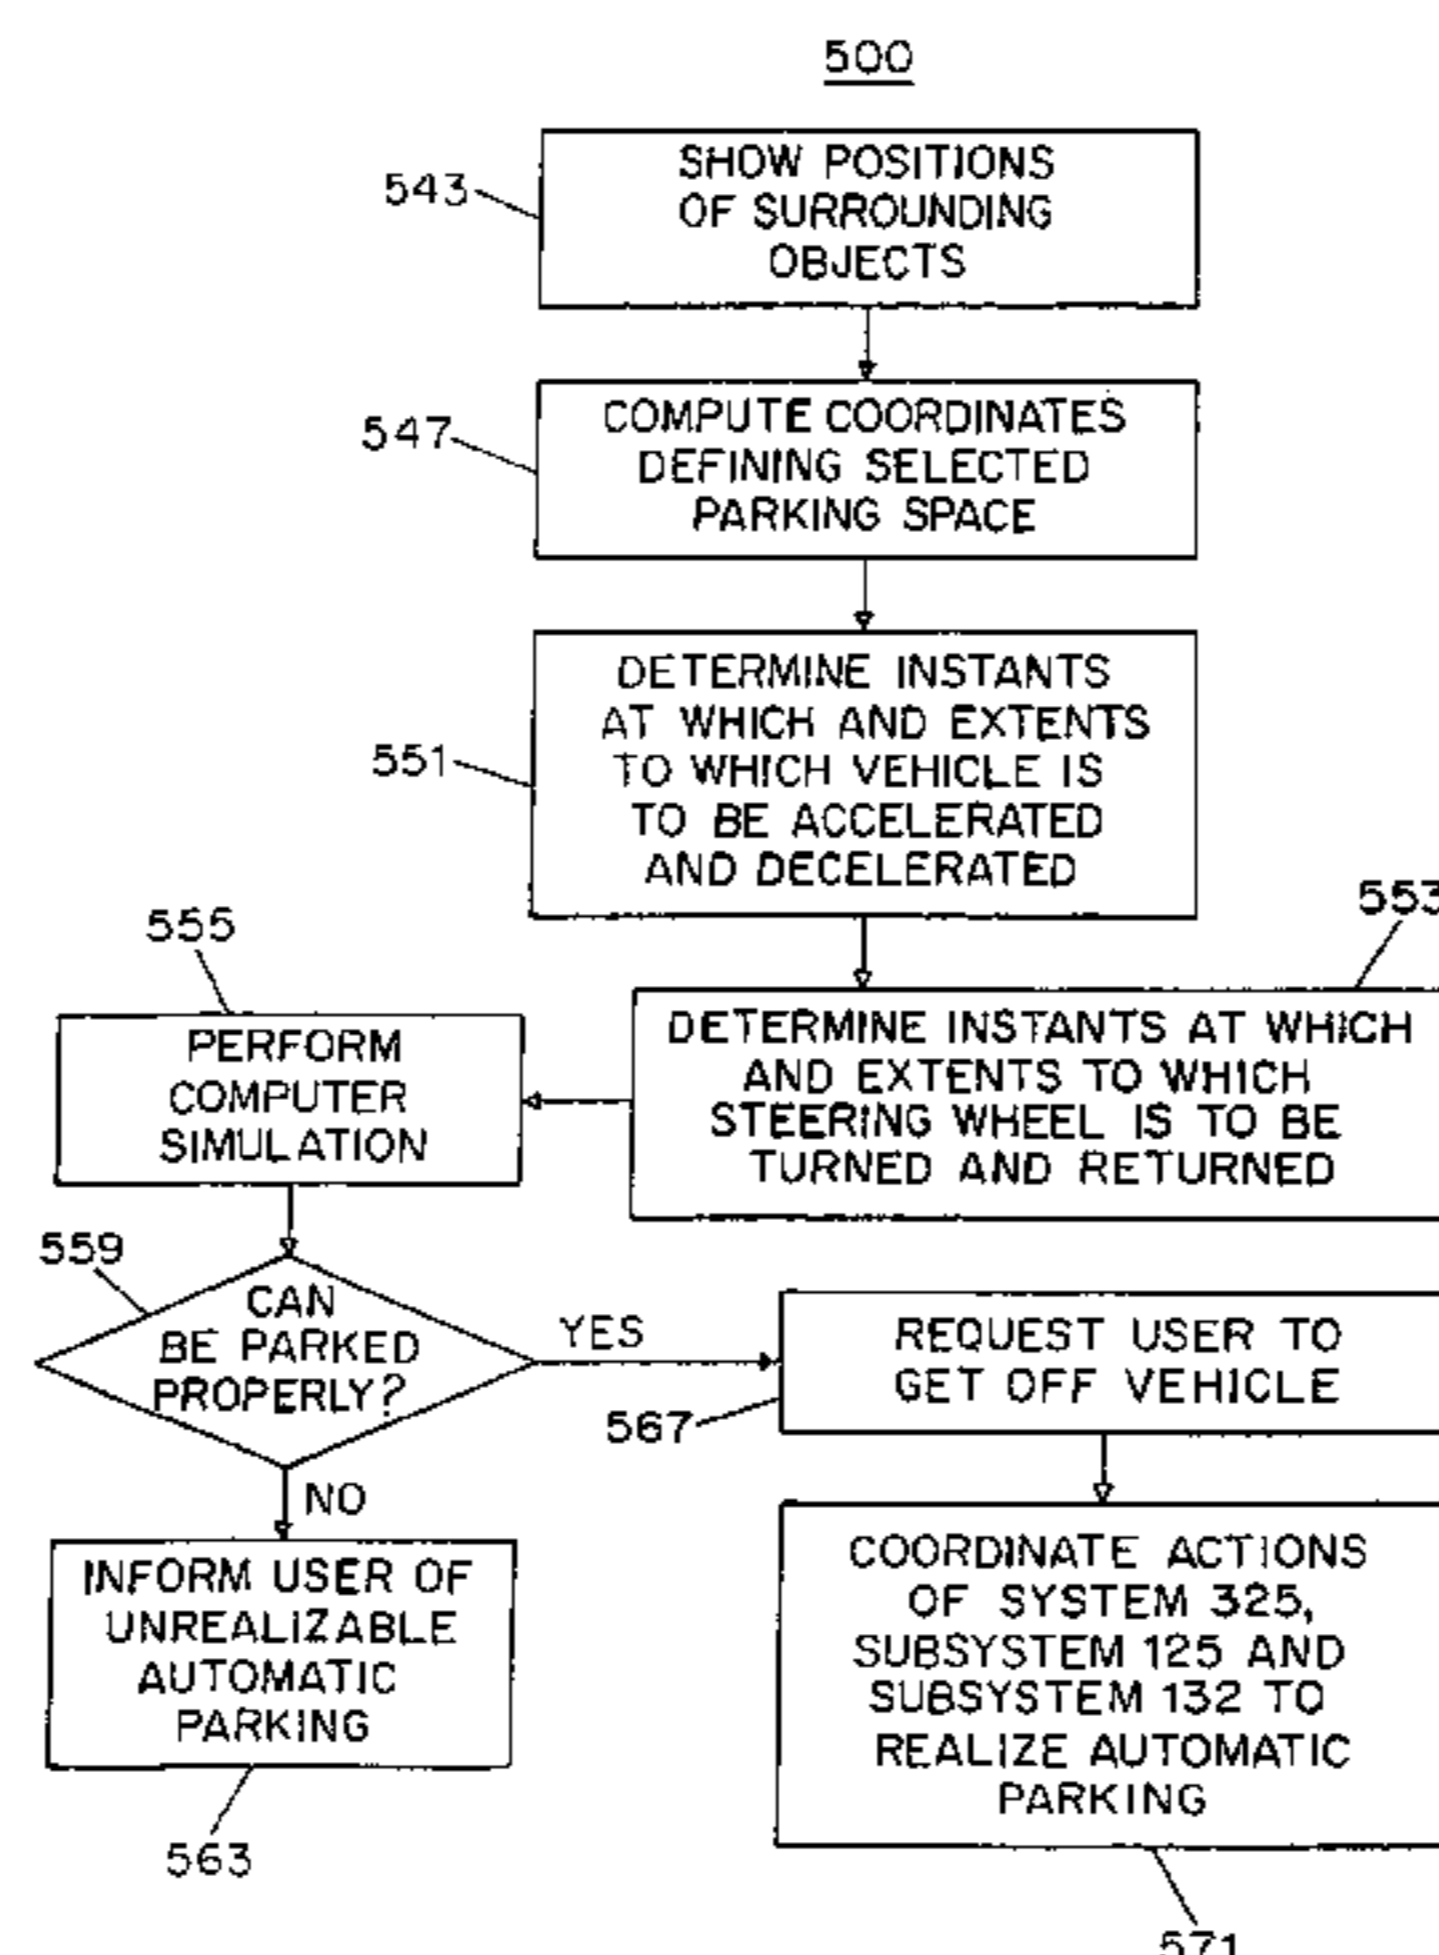 500
543
SHOW POSITIONS
OF SURROUNDING
OBJECTS
547
COMPUTE COORDINATES
DEFINING SELECTED
PARKING SPACE
551
DETERMINE INSTANTS
AT WHICH AND EXTENTS
TO WHICH VEHICLE IS
TO BE ACCELERATED
AND DECELERATED
553
DETERMINE INSTANTS AT WHICH
AND EXTENTS TO WHICH
STEERING WHEEL IS TO BE
TURNED AND RETURNED
555
PERFORM
COMPUTER
SIMULATION
559
CAN
BE PARKED
PROPERLY?
YES
NO
567
REQUEST USER TO
GET OFF VEHICLE
INFORM USER OF
UNREALIZABLE
AUTOMATIC
PARKING
563
COORDINATE ACTIONS
OF SYSTEM 325,
SUBSYSTEM 125 AND
SUBSYSTEM 132 TO
REALIZE AUTOMATIC
PARKING
571